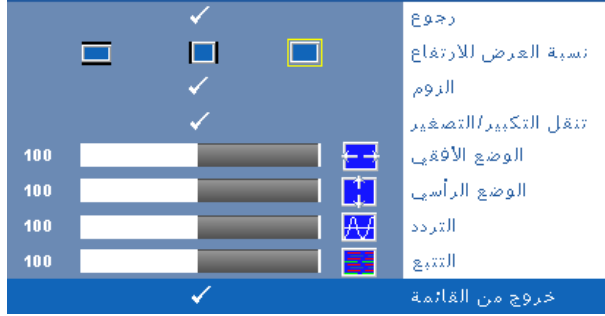 رجوع
نسبة العرض للارتفاع
الزوم
تنقل التكبير/التصغير
الوضع الأفقي 100
الوضع الرأسي 100
التردد 100
التتبع 100
خروج من القائمة